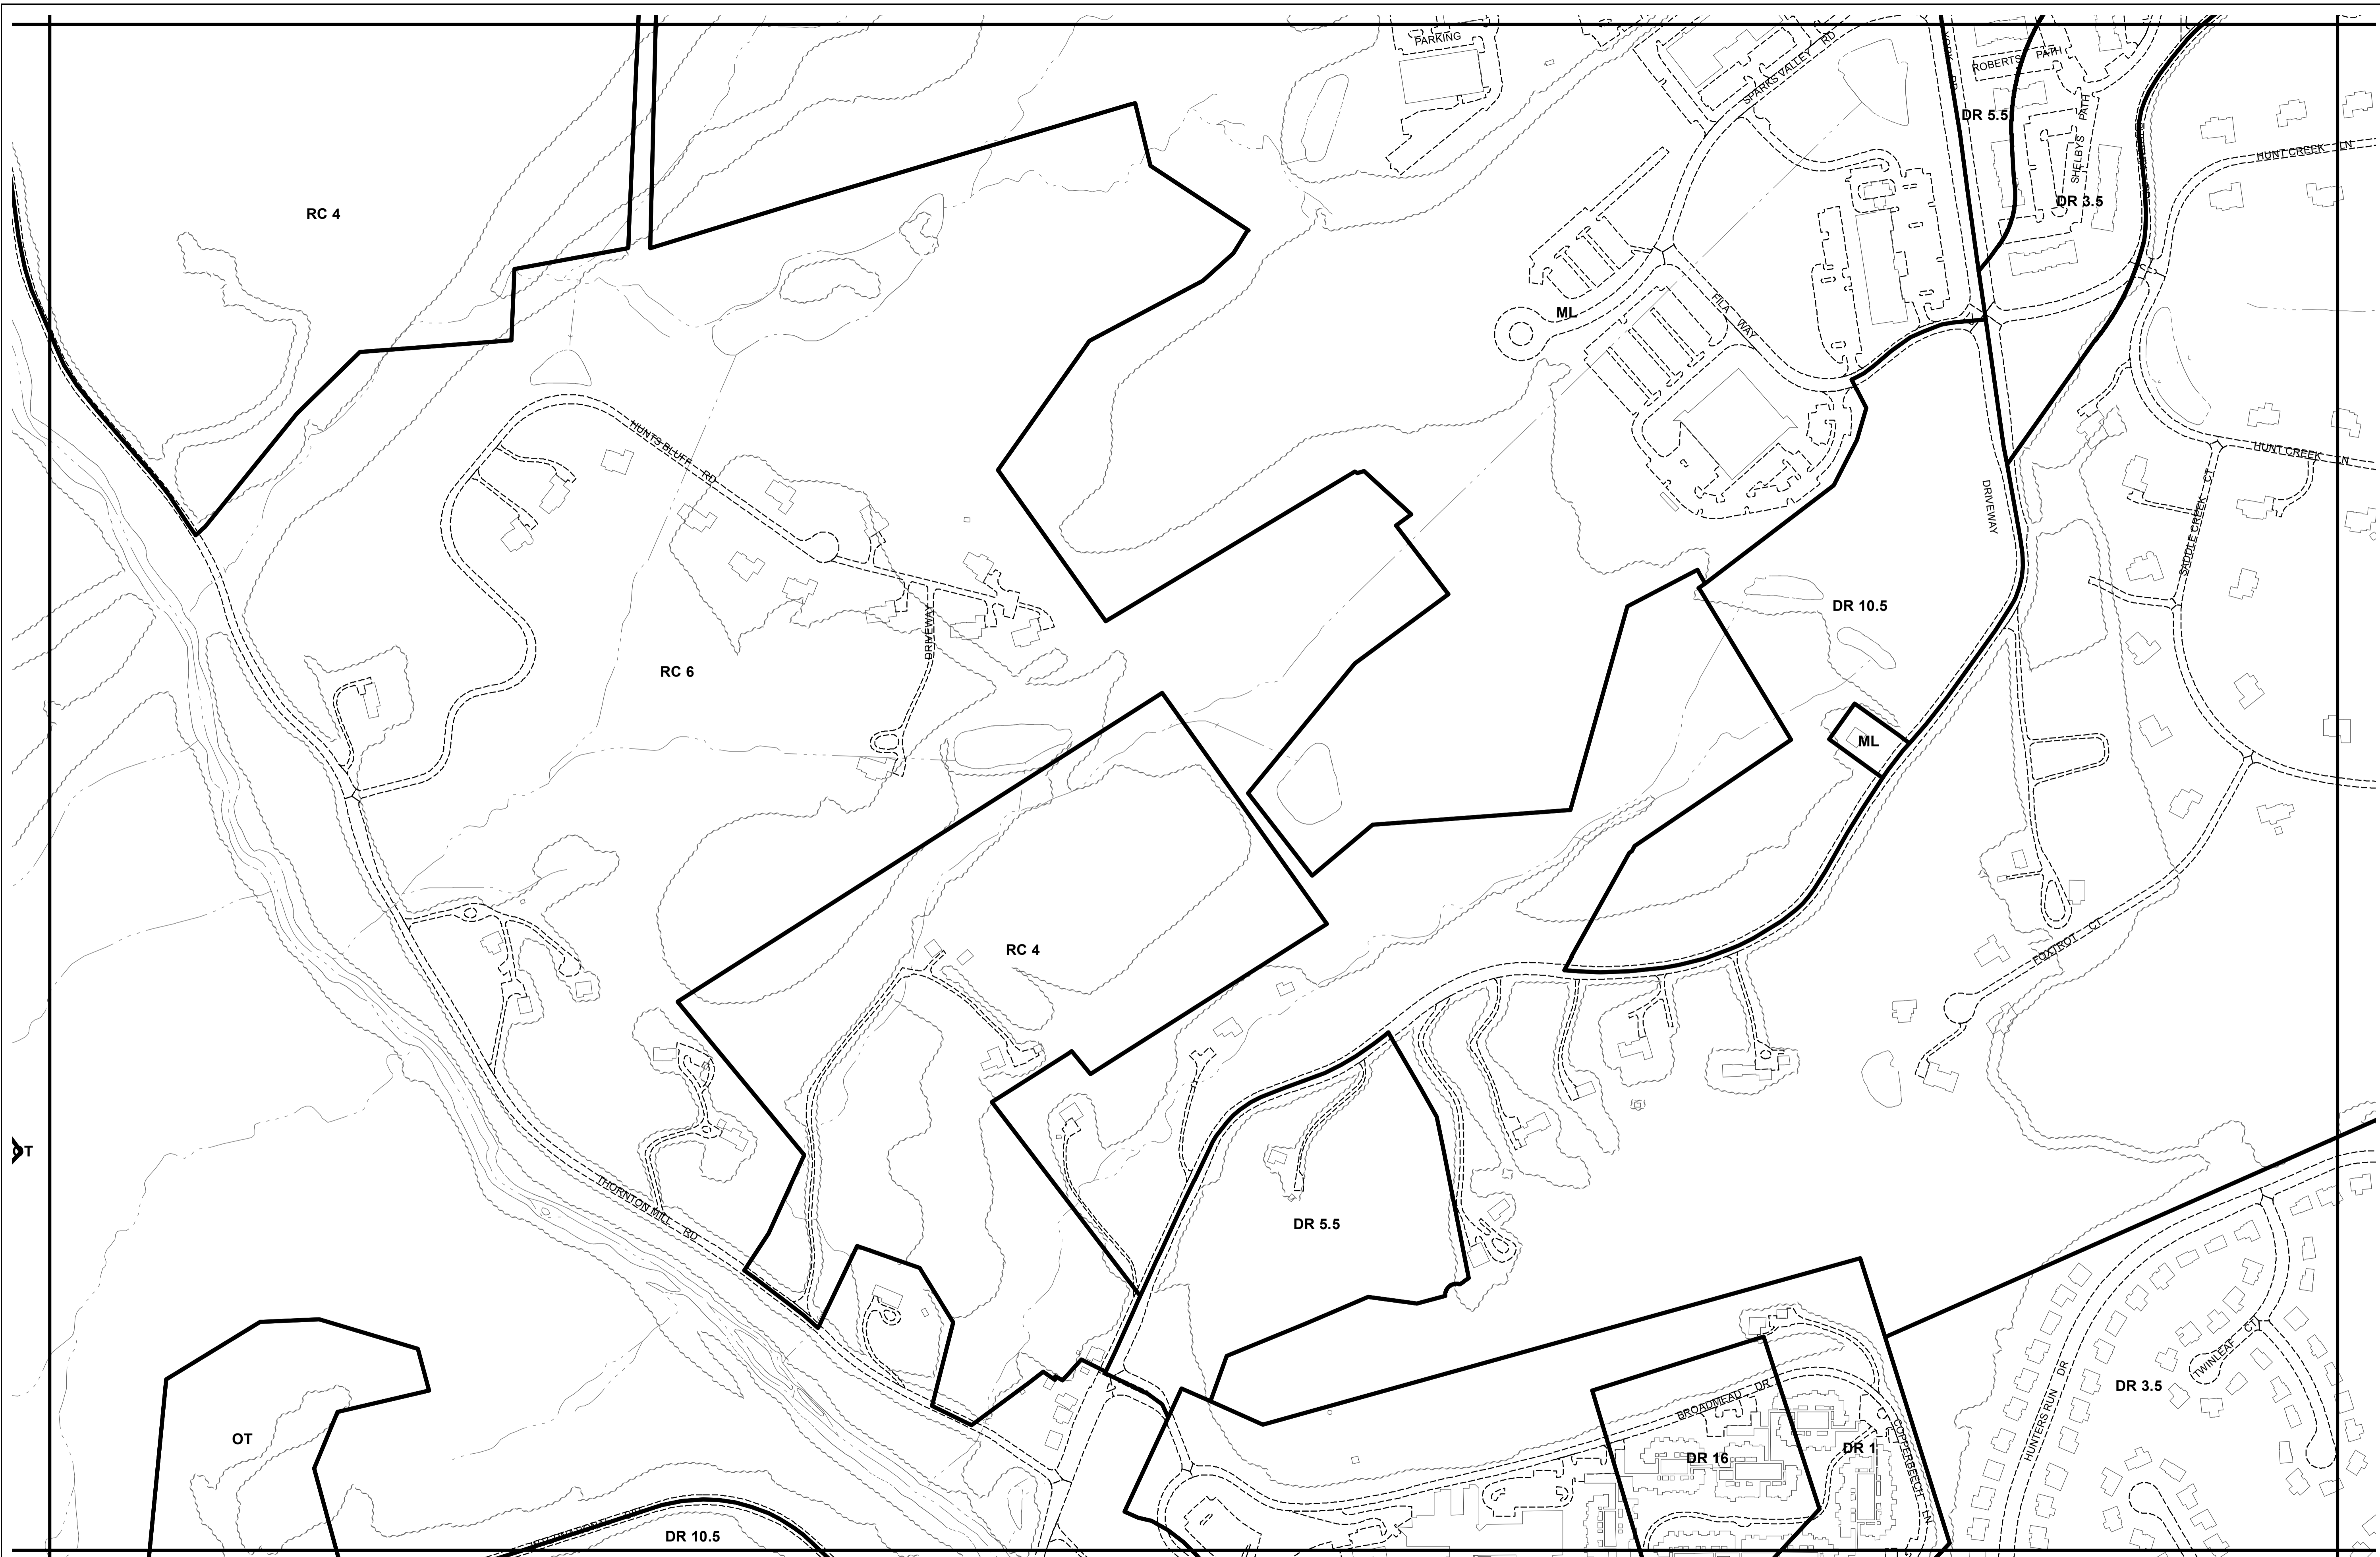 PARKING
SPARKS VALLEY RD
ROBERTS PATH
DR 5.5
SHELBYS PATH
HUNT CREEK LN
DR 3.5
RC 4
ML
FILA WAY
HUNTS BLUFF RD
HUNT CREEK LN
SADDLE CREEK CT
DRIVEWAY
DR 10.5
DRIVEWAY
RC 6
ML
RC 4
FOXTROT CT
OT
THORNTON MILL RD
DR 5.5
TWINLEAF CT
HUNTERS RUN DR
DR 3.5
BROADMEAD DR
COPPERBEECH LN
OT
DR 16
DR 1
DR 10.5